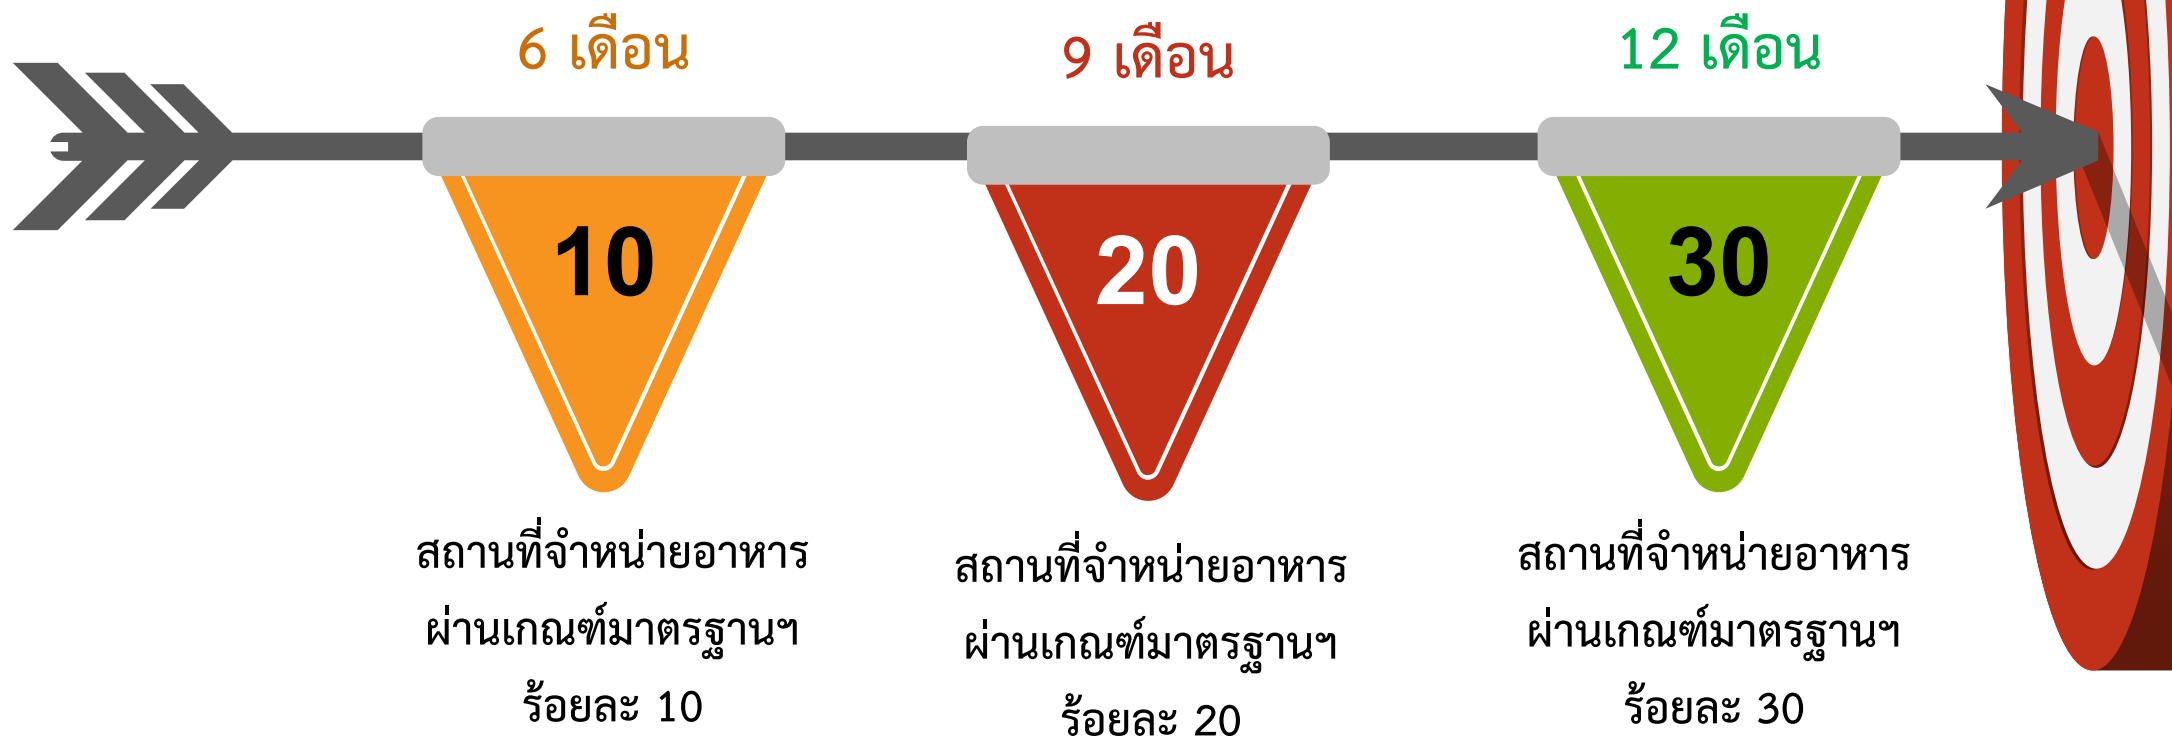 6 เดือน
10
สถานที่จำหน่ายอาหาร
ผ่านเกณฑ์มาตรฐานฯ
ร้อยละ 10
9 เดือน
20
สถานที่จำหน่ายอาหาร
ผ่านเกณฑ์มาตรฐานฯ
ร้อยละ 20
12 เดือน
30
สถานที่จำหน่ายอาหาร
ผ่านเกณฑ์มาตรฐานฯ
ร้อยละ 30